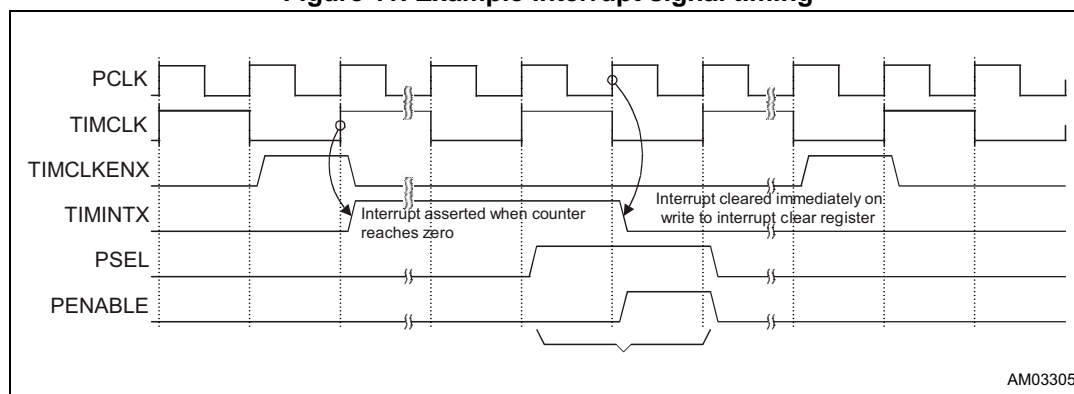 Figure 17. Example interrupt signal timing
PCLK
TIMCLK
TIMCLKENX
TIMINTX
Interrupt asserted when counter
reaches zero
Interrupt cleared immediately on
write to interrupt clear register
PSEL
PENABLE
AM03305